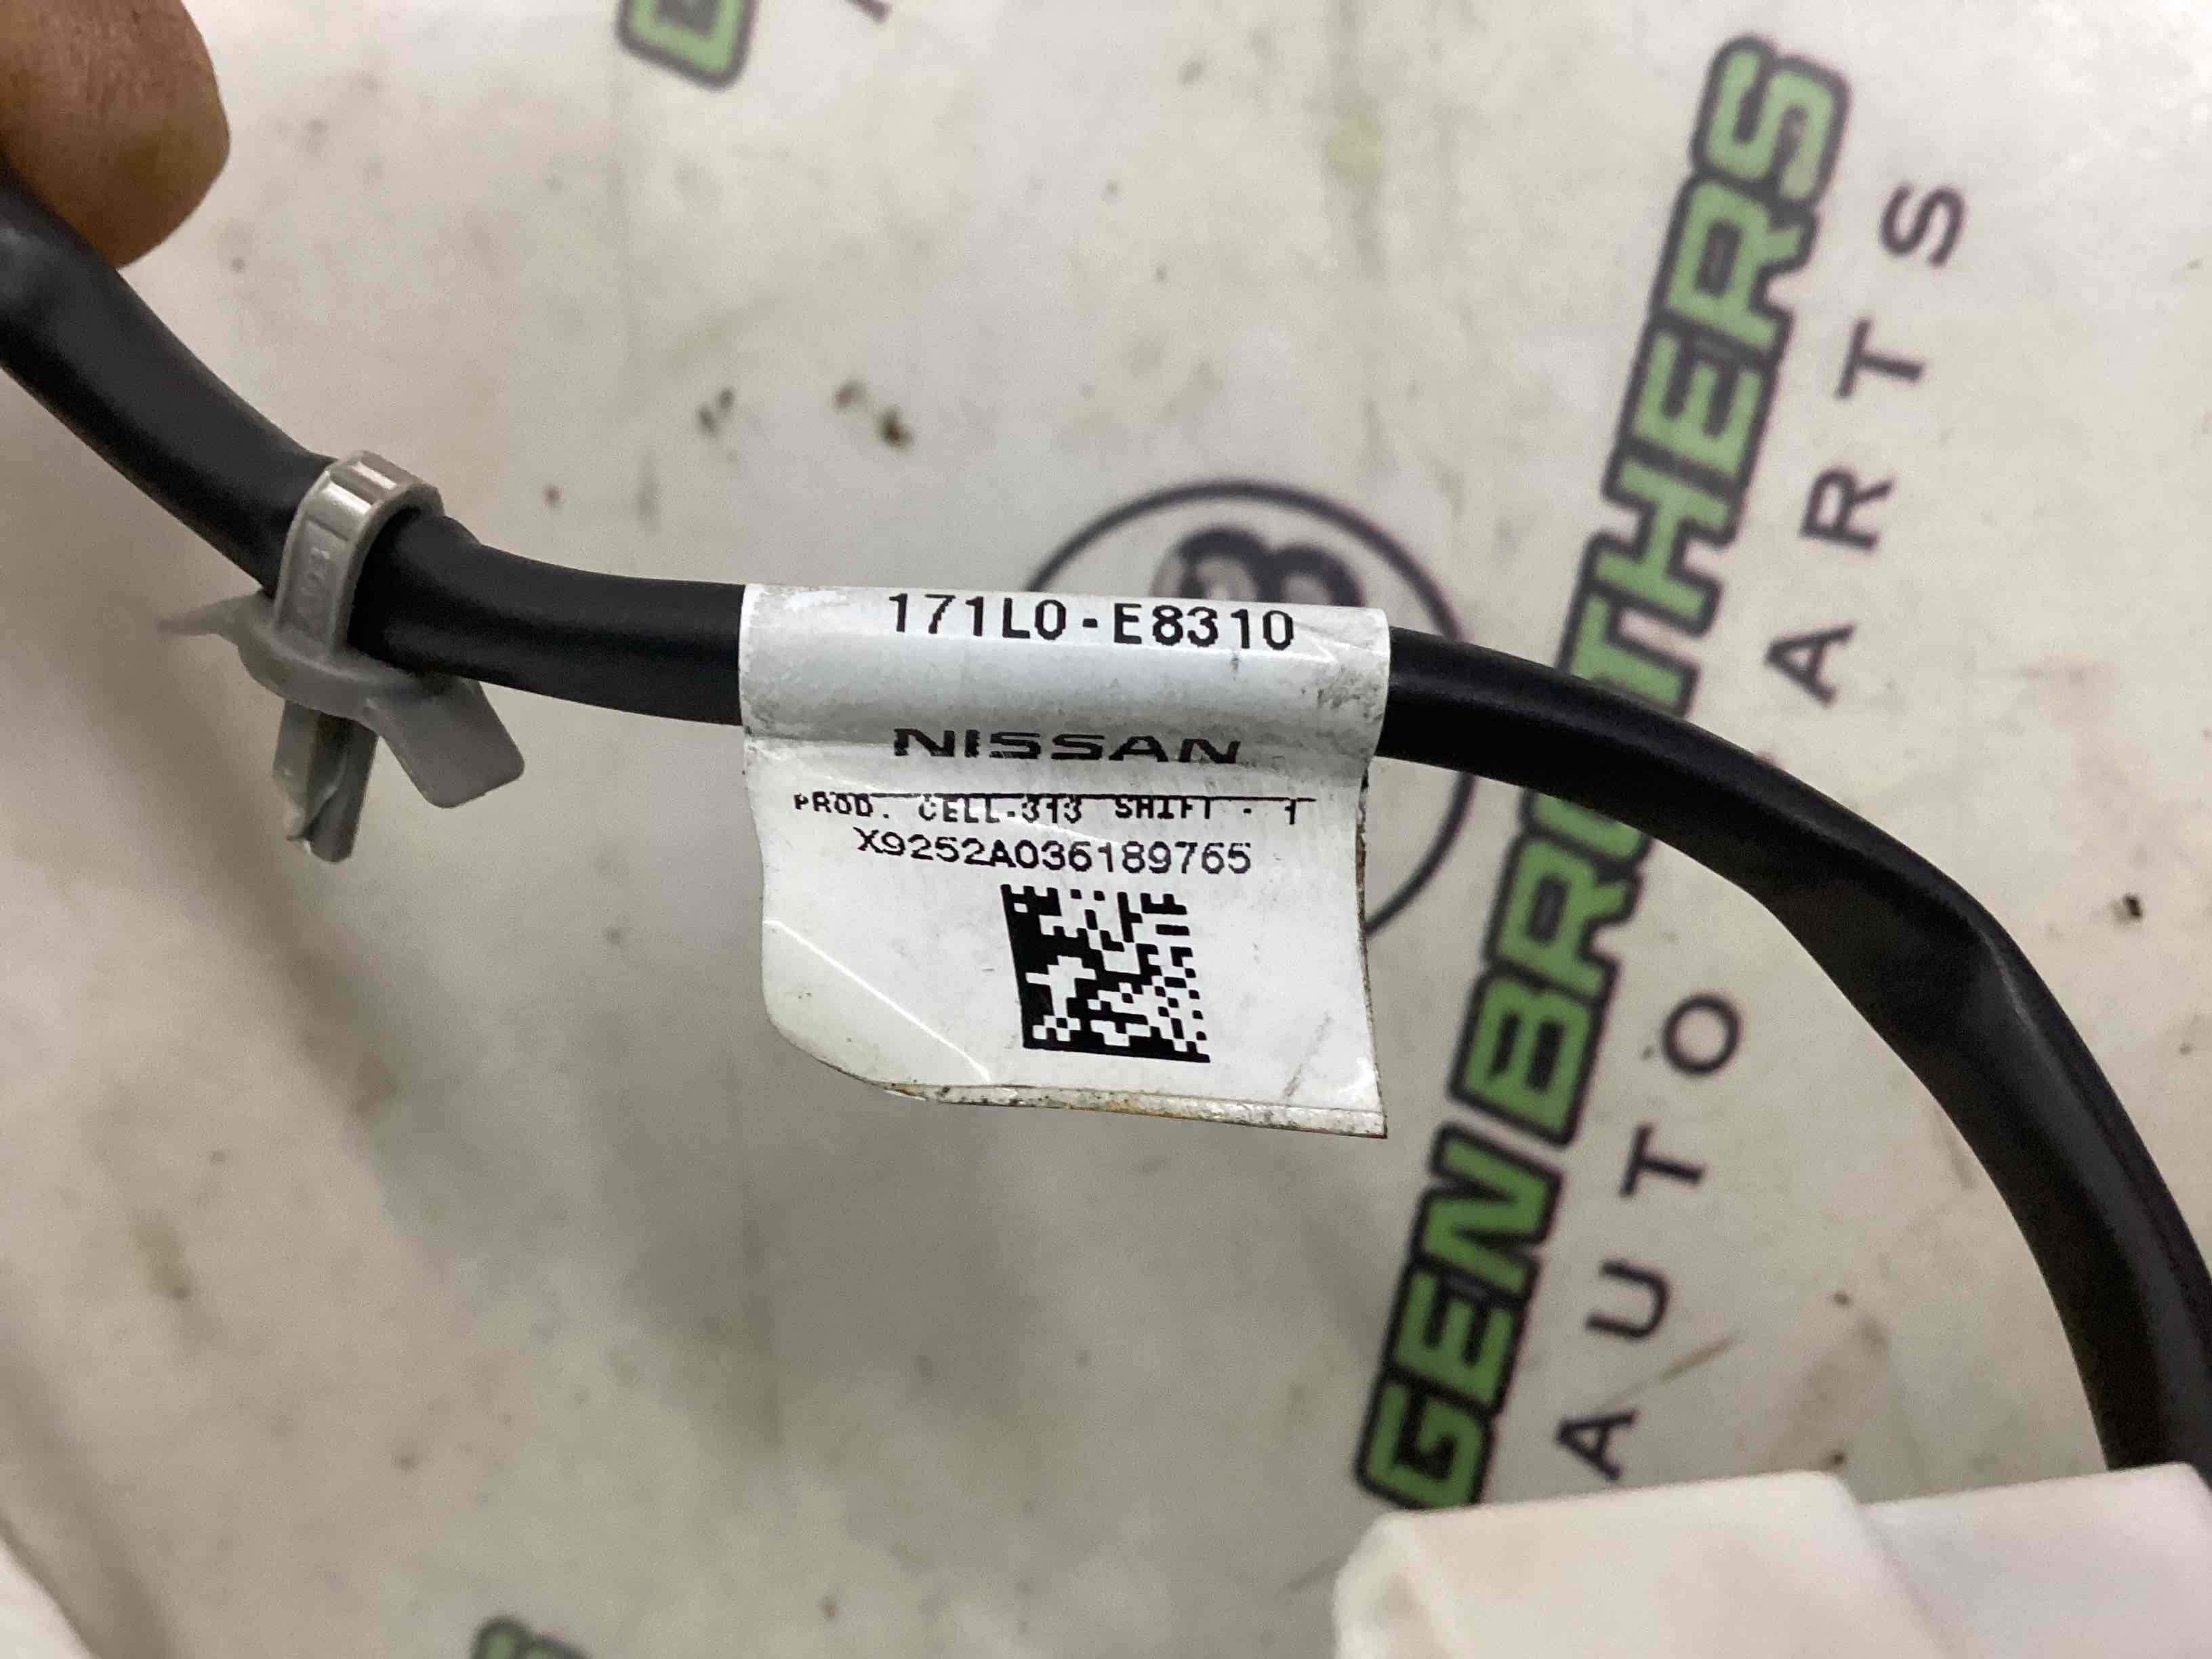 171L0-E8310
NISSAN
PROD. CELL-313 SHIFT - 1
X9252A036189765
GEN BROTHERS
AUTO PARTS